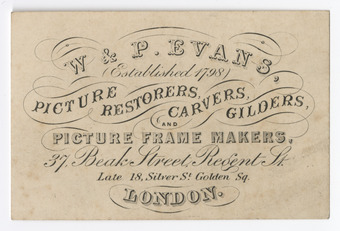 W & P. EVANS,
(Established 1798)
PICTURE RESTORERS, CARVERS, AND GILDERS,
PICTURE FRAME MAKERS,
37, Beak Street, Regent St.
Late 18, Silver St. Golden Sq.
LONDON.